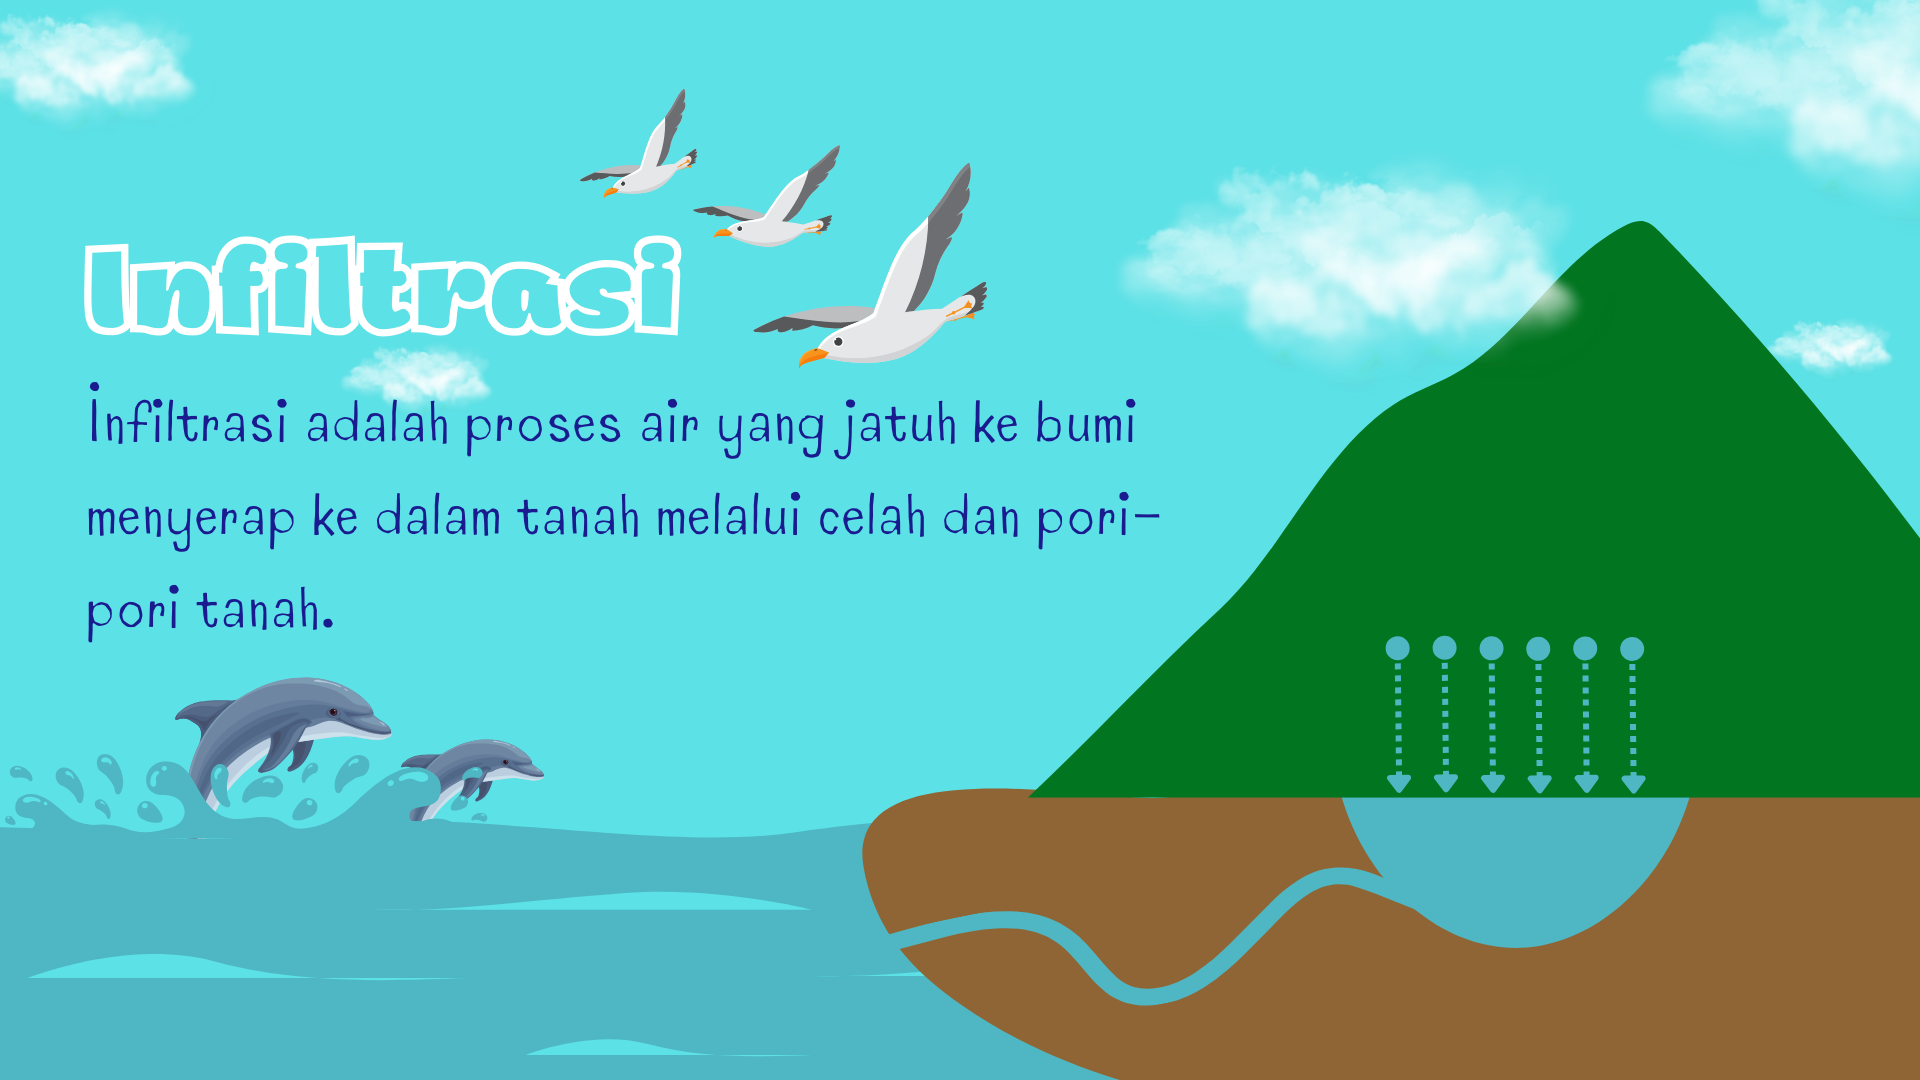 Infiltrasi
Infiltrasi adalah proses air yang jatuh ke bumi
menyerap ke dalam tanah melalui celah dan pori-
pori tanah.